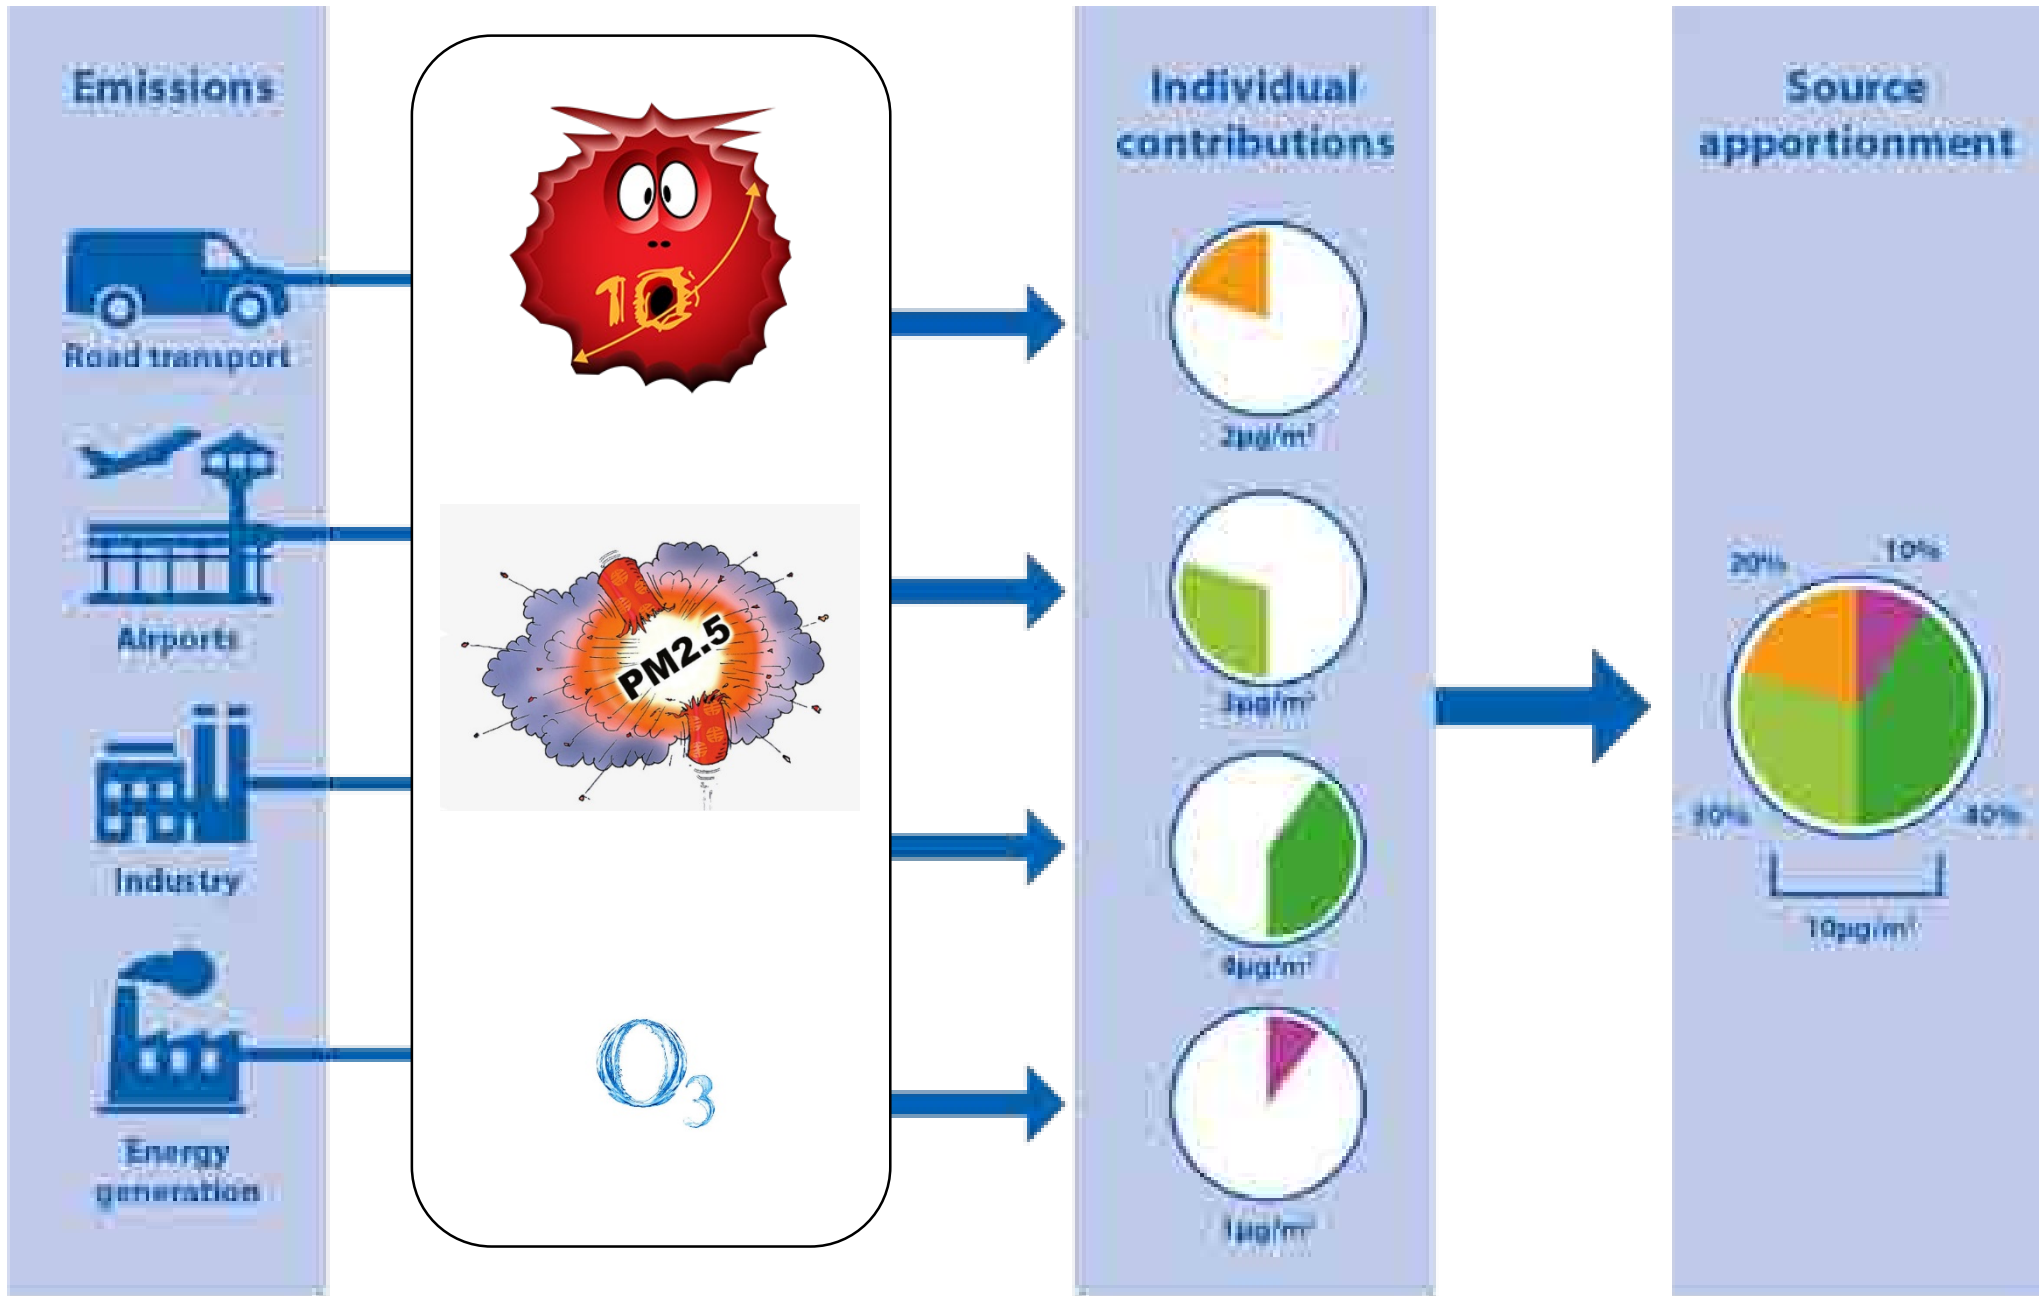 Emissions
Road transport
Airports
Industry
Energy
generation
10
PM2.5
O3
Individual
contributions
2µg/m³
3µg/m³
4µg/m³
1µg/m³
Source
apportionment
20%
10%
30%
40%
10µg/m³